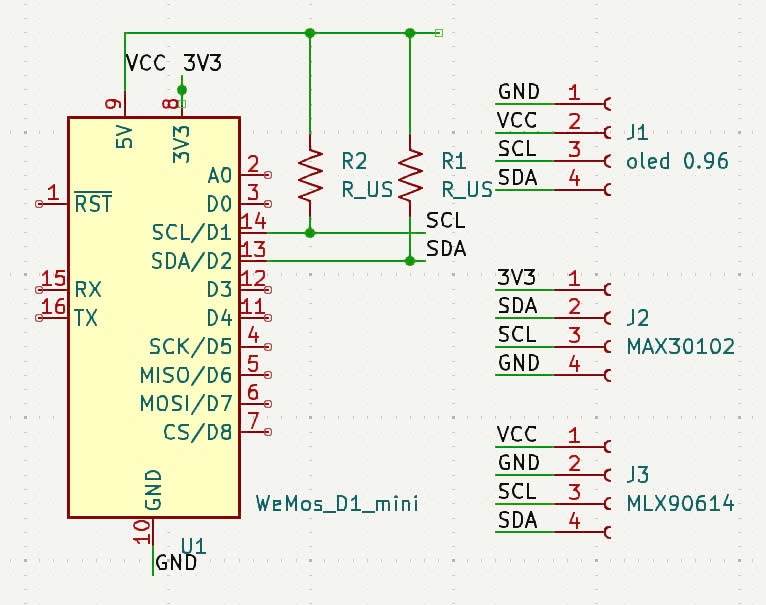 VCC 3V3
9 8
5V 3V3
1 RST
15 RX
16 TX
A0 2
D0 3
SCL/D1 14
SDA/D2 13
D3 12
D4 11
SCK/D5 4
MISO/D6 5
MOSI/D7 6
CS/D8 7
GND
10
GND
U1
WeMos_D1_mini
R2
R_US
R1
R_US
SCL
SDA
GND 1
VCC 2
SCL 3
SDA 4
J1
oled 0.96
3V3 1
SDA 2
SCL 3
GND 4
J2
MAX30102
VCC 1
GND 2
SCL 3
SDA 4
J3
MLX90614